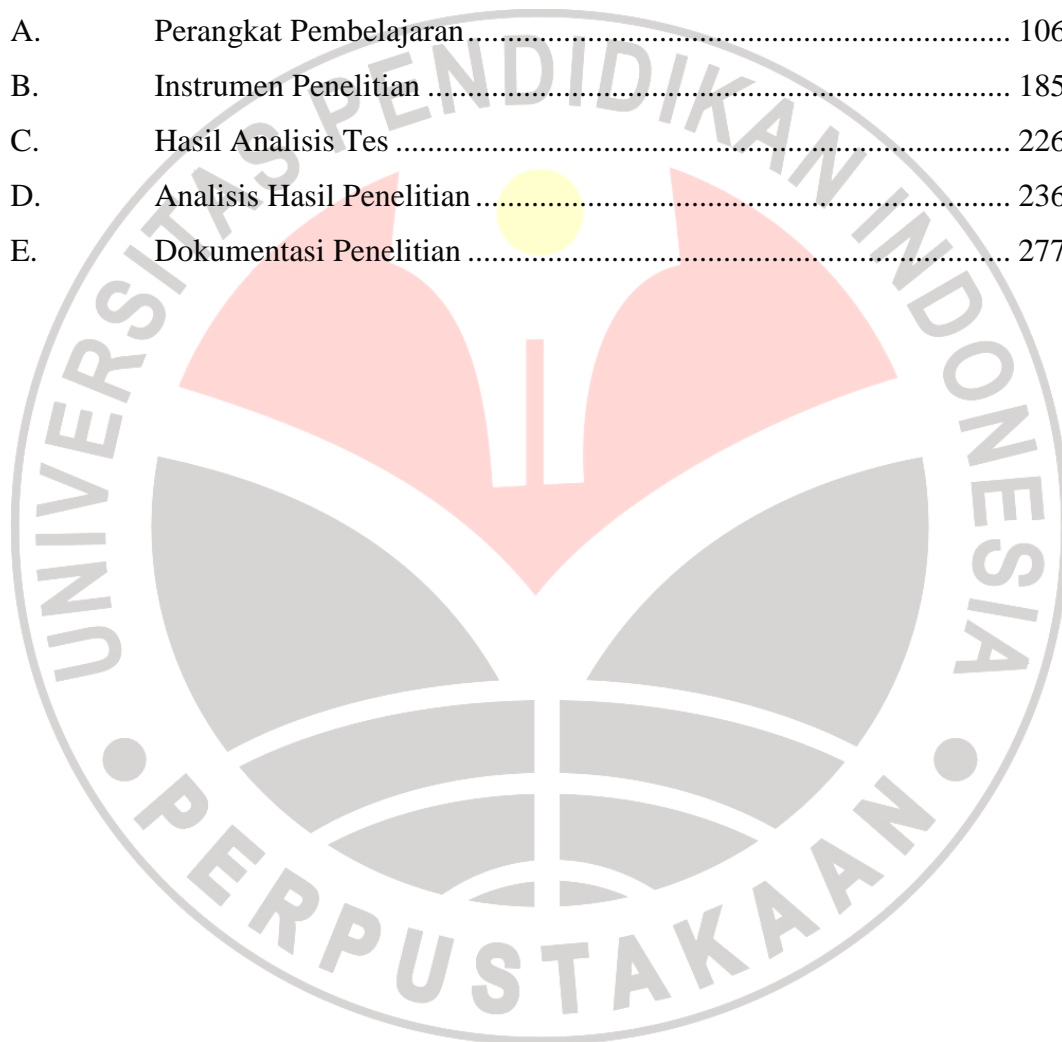 A. Perangkat Pembelajaran ........................................................................................ 106
B. Instrumen Penelitian .............................................................................................. 185
C. Hasil Analisis Tes ................................................................................................... 226
D. Analisis Hasil Penelitian ....................................................................................... 236
E. Dokumentasi Penelitian ........................................................................................ 277
UNIVERSITAS PENDIDIKAN INDONESIA
PERPUSTAKAAN